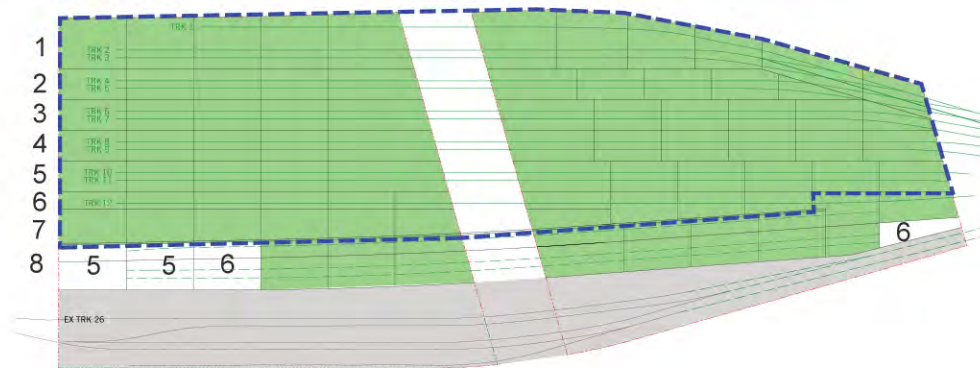 TRK 1
1
TRK 2
TRK 3
2
TRK 4
TRK 5
3
TRK 6
TRK 7
4
TRK 8
TRK 9
5
TRK 10
TRK 11
6
TRK 12
7
6
8
5 5 6
EX TRK 26